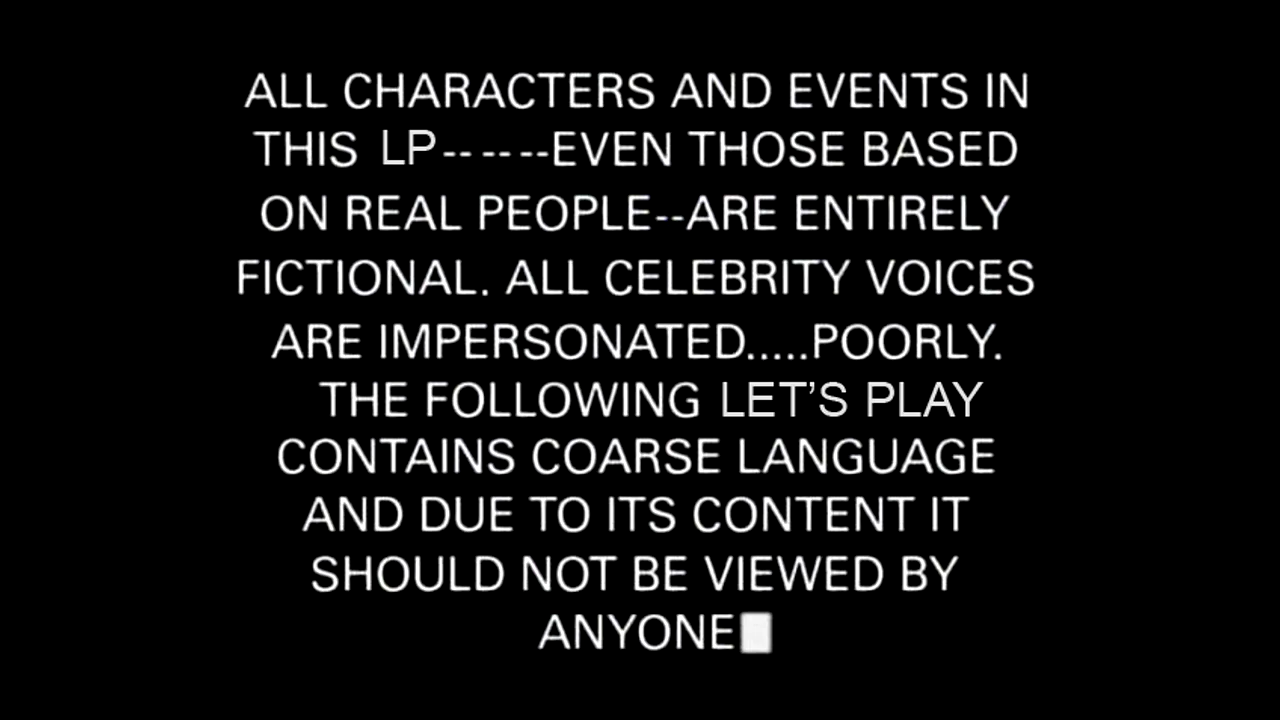 ALL CHARACTERS AND EVENTS IN
THIS LP-- -- --EVEN THOSE BASED
ON REAL PEOPLE--ARE ENTIRELY
FICTIONAL. ALL CELEBRITY VOICES
ARE IMPERSONATED.....POORLY.
THE FOLLOWING LET’S PLAY
CONTAINS COARSE LANGUAGE
AND DUE TO ITS CONTENT IT
SHOULD NOT BE VIEWED BY
ANYONE